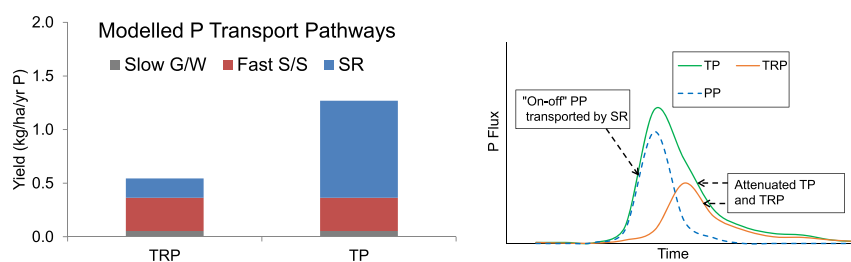 Modelled P Transport Pathways
Slow G/W Fast S/S SR
Yield (kg/ha/yr P)
2.0
1.5
1.0
0.5
0.0
TRP TP
TP TRP
PP
"On-off" PP
transported by SR
Attenuated TP
and TRP
P Flux
Time